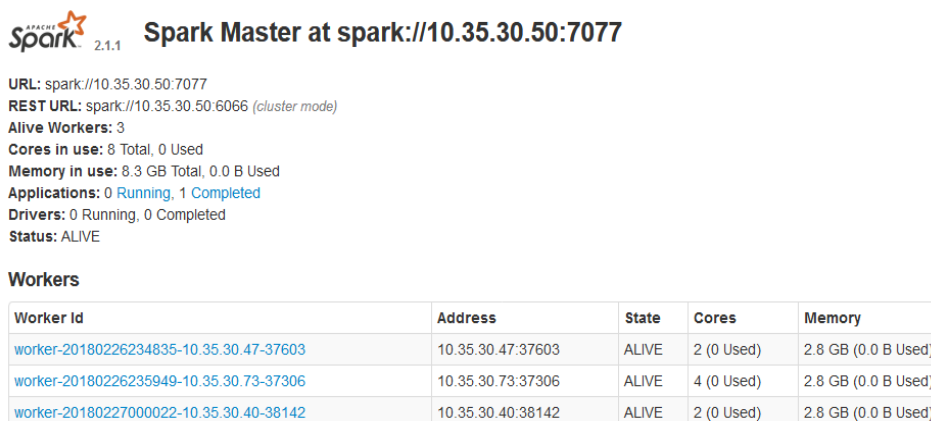 APACHE
Spark 2.1.1 Spark Master at spark://10.35.30.50:7077
URL: spark://10.35.30.50:7077
REST URL: spark://10.35.30.50:6066 (cluster mode)
Alive Workers: 3
Cores in use: 8 Total, 0 Used
Memory in use: 8.3 GB Total, 0.0 B Used
Applications: 0 Running, 1 Completed
Drivers: 0 Running, 0 Completed
Status: ALIVE
Workers
Worker Id Address State Cores Memory
worker-20180226234835-10.35.30.47-37603 10.35.30.47:37603 ALIVE 2 (0 Used) 2.8 GB (0.0 B Used)
worker-20180226235949-10.35.30.73-37306 10.35.30.73:37306 ALIVE 4 (0 Used) 2.8 GB (0.0 B Used)
worker-20180227000022-10.35.30.40-38142 10.35.30.40:38142 ALIVE 2 (0 Used) 2.8 GB (0.0 B Used)